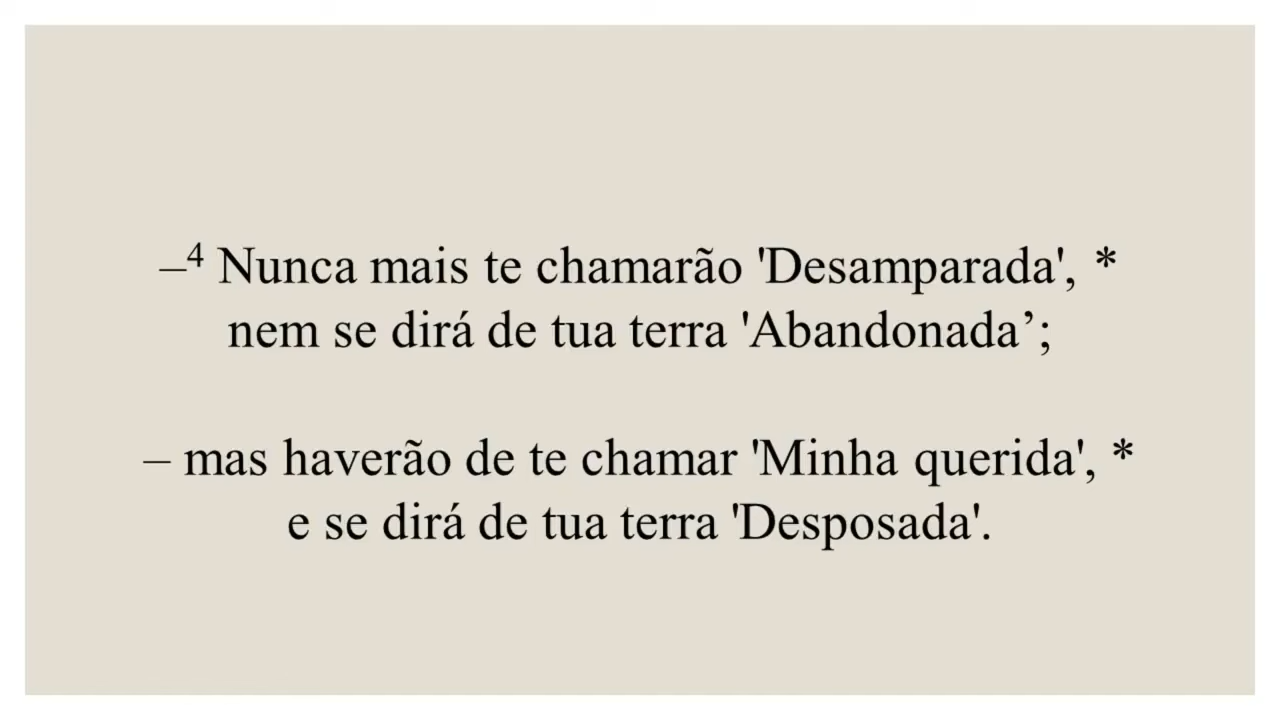 –⁴ Nunca mais te chamarão 'Desamparada', *
nem se dirá de tua terra 'Abandonada’;
– mas haverão de te chamar 'Minha querida', *
e se dirá de tua terra 'Desposada'.